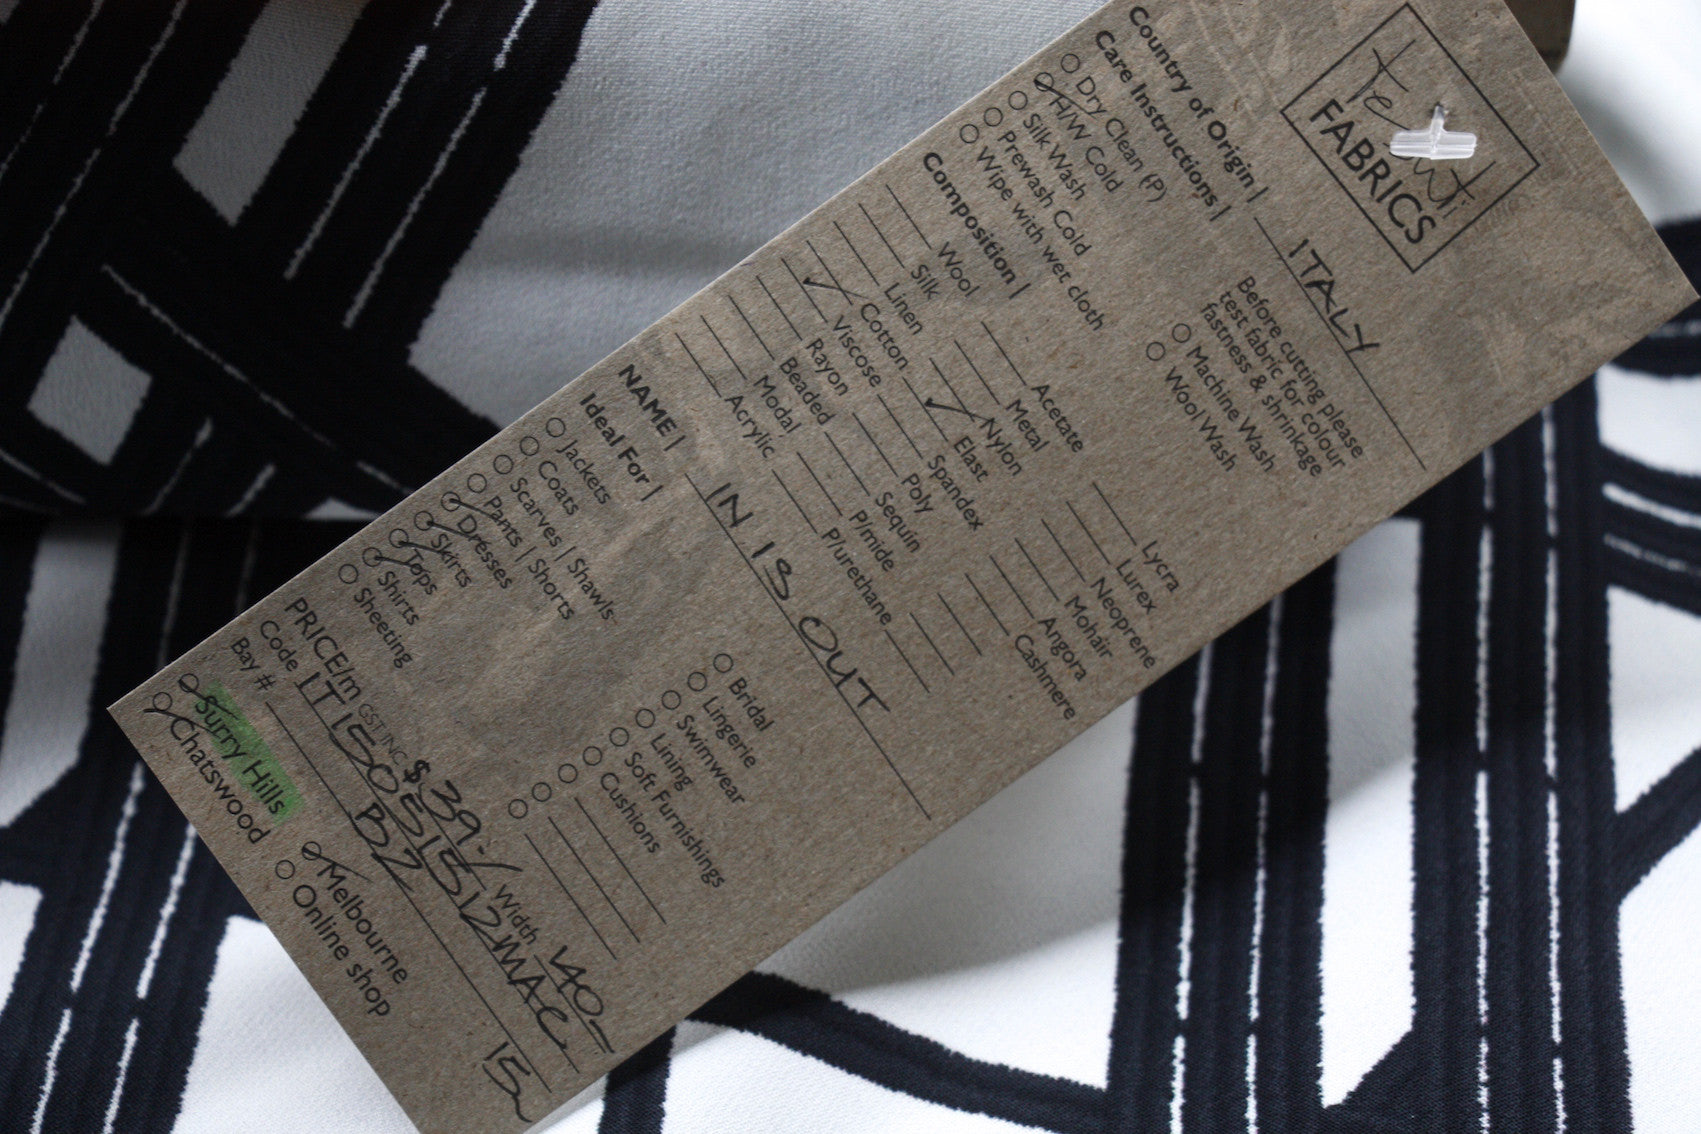 FABRICS
Country of Origin | ITALY
Care Instructions |
Dry Clean (P)
H/W Cold
Silk Wash
Prewash Cold
Wipe with wet cloth
Before cutting please
test fabric for colour
fastness & shrinkage
Machine Wash
Wool Wash
Composition |
Wool
Silk
Linen
Cotton
Viscose
Rayon
Beaded
Modal
Acrylic
Acetate
Metal
Nylon
Elast
Spandex
Poly
Sequin
P/mide
P/urethane
Lycra
Lurex
Neoprene
Mohair
Angora
Cashmere
NAME | IN IS OUT
Ideal For |
Jackets
Coats
Scarves | Shawls
Pants | Shorts
Dresses
Skirts
Tops
Shirts
Sheeting
Bridal
Lingerie
Swimwear
Lining
Soft Furnishings
Cushions
PRICE/m GST INC $39-/ Width 140-
Code IT15051512MAC
Bay # B2 15
Surry Hills
Chatswood
Melbourne
Online shop